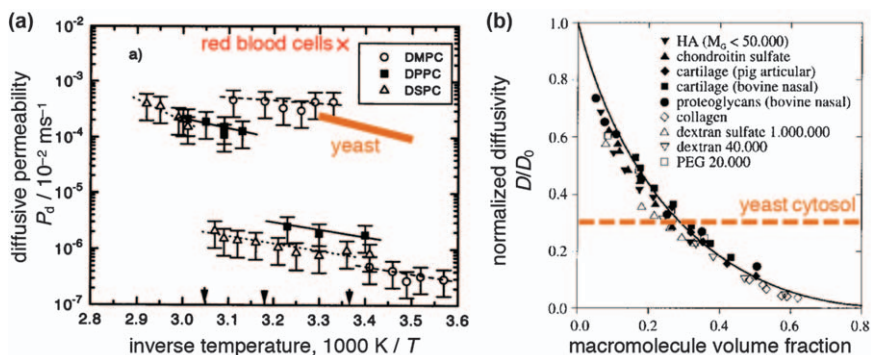 (a)
a)
red blood cells ×
DMPC
DPPC
DSPC
yeast
diffusive permeability
P_d / 10⁻² ms⁻¹
10⁻²
10⁻³
10⁻⁴
10⁻⁵
10⁻⁶
10⁻⁷
2.8 2.9 3.0 3.1 3.2 3.3 3.4 3.5 3.6
inverse temperature, 1000 K / T
(b)
HA (M_G < 50.000)
chondroitin sulfate
cartilage (pig articular)
cartilage (bovine nasal)
proteoglycans (bovine nasal)
collagen
dextran sulfate 1.000.000
dextran 40.000
PEG 20.000
yeast cytosol
normalized diffusivity
D/D₀
1.0
0.8
0.6
0.4
0.2
0.0
0.0 0.2 0.4 0.6 0.8
macromolecule volume fraction